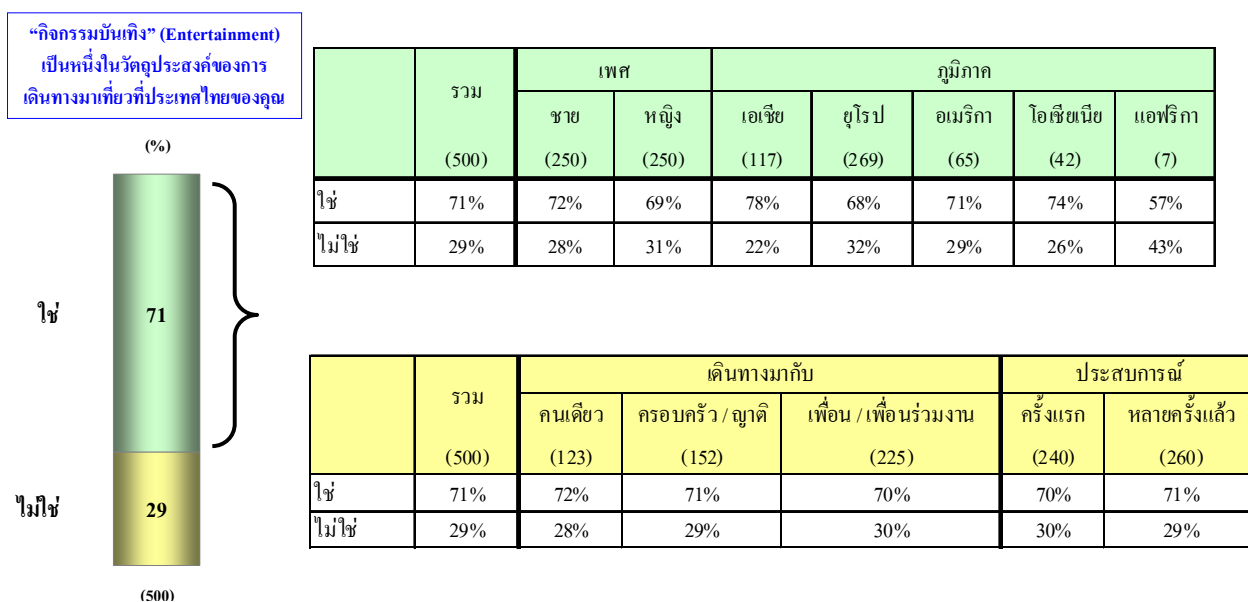 “กิจกรรมบันเทิง” (Entertainment)
เป็นหนึ่งในวัตถุประสงค์ของการ
เดินทางมาเที่ยวที่ประเทศไทยของคุณ
(%)
ใช่ 71
ไม่ใช่ 29
(500)
รวม เพศ ภูมิภาค
ชาย หญิง เอเชีย ยุโรป อเมริกา โอเชียเนีย แอฟริกา
(500) (250) (250) (117) (269) (65) (42) (7)
ใช่ 71% 72% 69% 78% 68% 71% 74% 57%
ไม่ใช่ 29% 28% 31% 22% 32% 29% 26% 43%
รวม เดินทางมากับ ประสบการณ์
คนเดียว ครอบครัว / ญาติ เพื่อน / เพื่อนร่วมงาน ครั้งแรก หลายครั้งแล้ว
(500) (123) (152) (225) (240) (260)
ใช่ 71% 72% 71% 70% 70% 71%
ไม่ใช่ 29% 28% 29% 30% 30% 29%